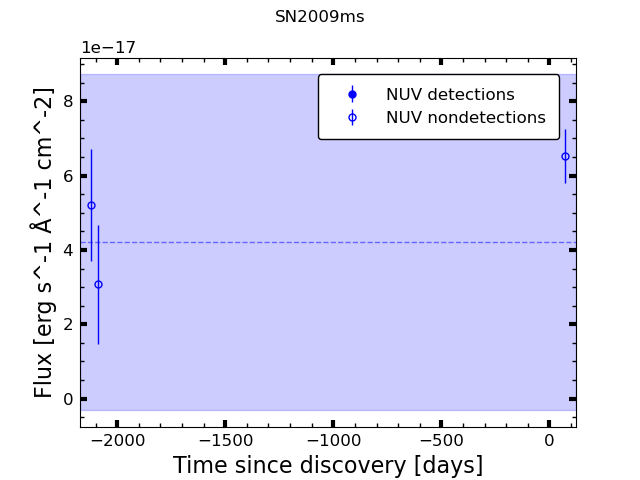 SN2009ms
1e−17
NUV detections
NUV nondetections
8
6
4
2
0
Flux [erg s^-1 Å^-1 cm^-2]
−2000 −1500 −1000 −500 0
Time since discovery [days]